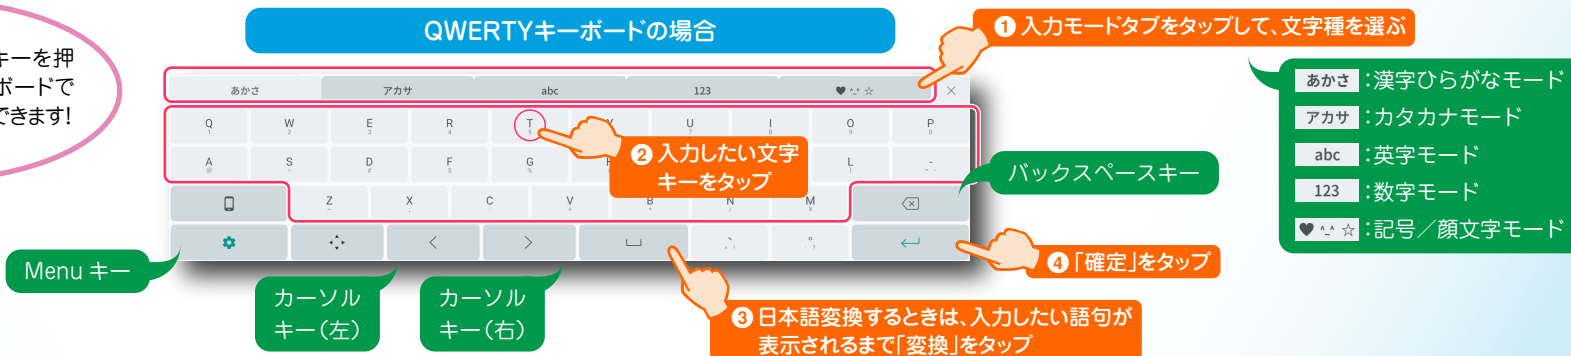 キーを押
ボードで
できます!
QWERTYキーボードの場合
❶ 入力モードタブをタップして、文字種を選ぶ
あかさ アカサ abc 123 ♥ ^_^ ☆ ×
Q W E R T U I O P
1 2 3 4 5 7 8 9 0
A S D F G L -
@ # $ %
❷ 入力したい文字
キーをタップ
Z X C V B N M
バックスペースキー
あかさ :漢字ひらがなモード
アカサ :カタカナモード
abc :英字モード
123 :数字モード
♥ ^_^ ☆ :記号/顔文字モード
Menu キー
カーソル
キー(左)
カーソル
キー(右)
❹「確定」をタップ
❸ 日本語変換するときは、入力したい語句が
表示されるまで「変換」をタップ